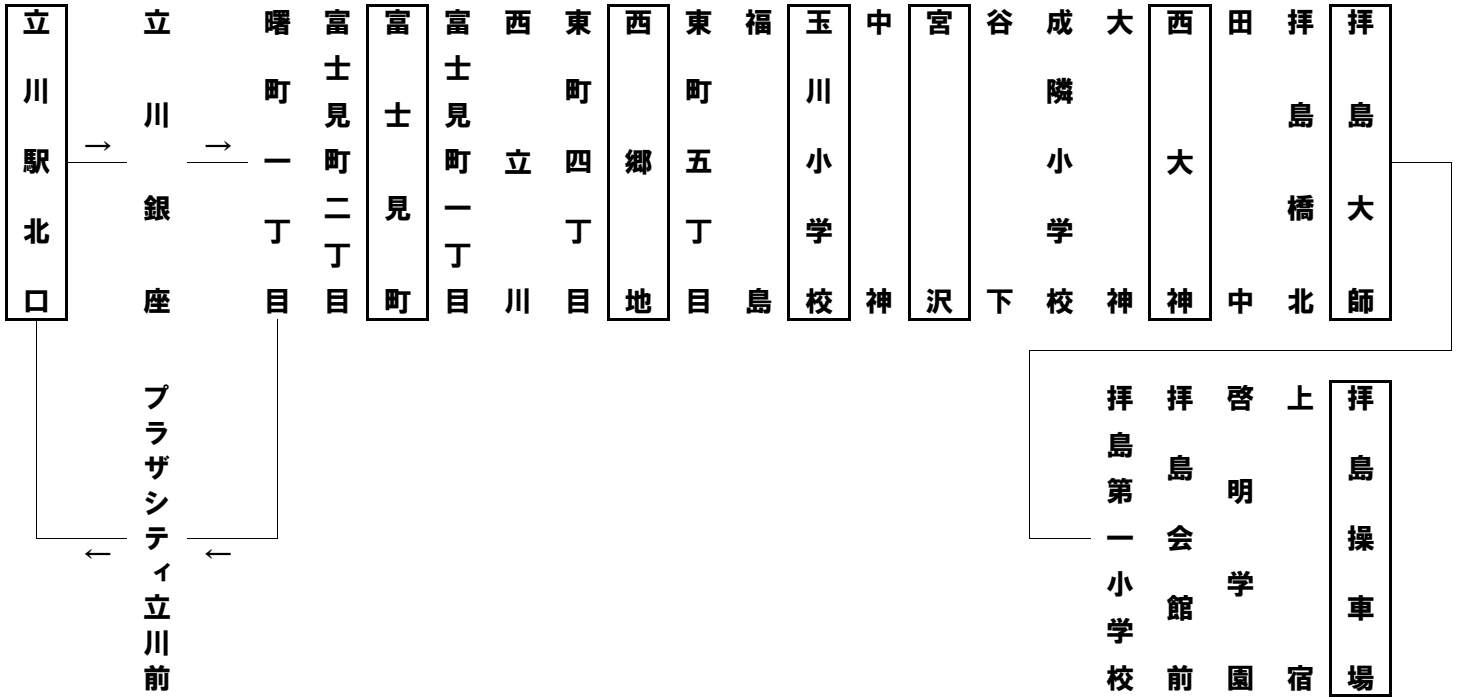 立川駅北口
→
立川銀座
→
曙町一丁目
富士見町二丁目
富士見町
富士見町一丁目
西立川
東町四丁目
西郷地
東町五丁目
福島
玉川小学校
中神
宮沢
谷下
成隣小学校
大神
西大神
田中
拝島橋北
拝島大師
←
プラザシティ立川前
←
拝島第一小学校
拝島会館前
啓明学園
上宿
拝島操車場